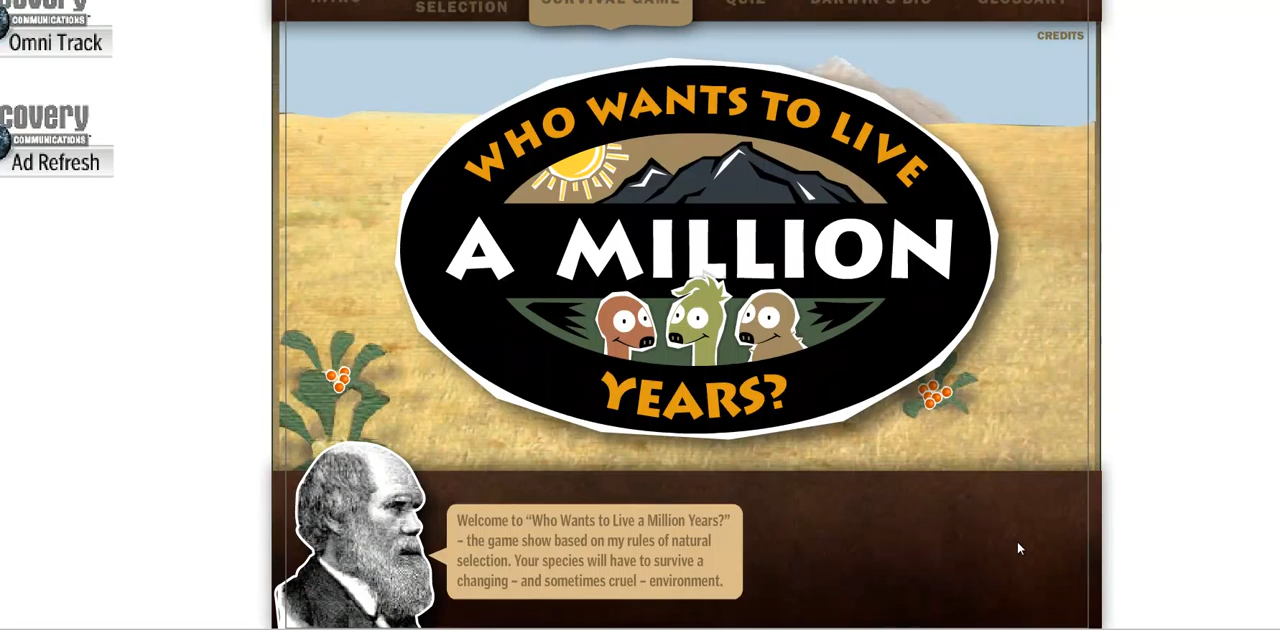 covery
COMMUNICATIONS
Omni Track
covery
COMMUNICATIONS
Ad Refresh
INTRO
SELECTION
SURVIVAL GAME
QUIZ
DARWIN'S BIO
GLOSSARY
CREDITS
WHO WANTS TO LIVE
A MILLION
YEARS?
Welcome to “Who Wants to Live a Million Years?”
– the game show based on my rules of natural
selection. Your species will have to survive a
changing – and sometimes cruel – environment.